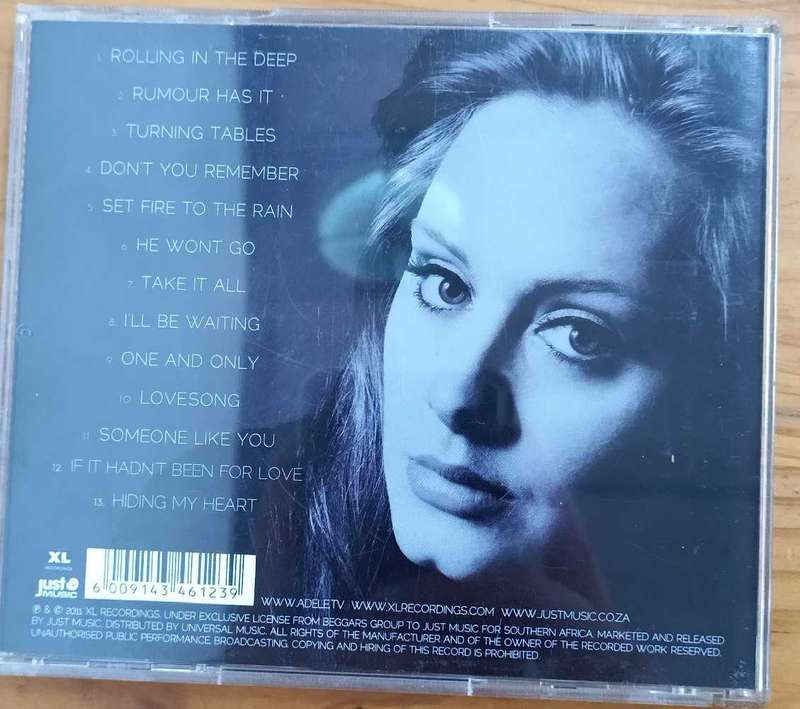 1. ROLLING IN THE DEEP
2. RUMOUR HAS IT
3. TURNING TABLES
4. DON'T YOU REMEMBER
5. SET FIRE TO THE RAIN
6. HE WONT GO
7. TAKE IT ALL
8. I'LL BE WAITING
9. ONE AND ONLY
10. LOVESONG
11. SOMEONE LIKE YOU
12. IF IT HADN'T BEEN FOR LOVE
13. HIDING MY HEART
XL
RECORDINGS
just
MUSIC
6 009143 461239
WWW.ADELE.TV WWW.XLRECORDINGS.COM WWW.JUSTMUSIC.CO.ZA
℗ & © 2011 XL RECORDINGS. UNDER EXCLUSIVE LICENSE FROM BEGGARS GROUP TO JUST MUSIC FOR SOUTHERN AFRICA. MARKETED AND RELEASED
BY JUST MUSIC. DISTRIBUTED BY UNIVERSAL MUSIC. ALL RIGHTS OF THE MANUFACTURER AND OF THE OWNER OF THE RECORDED WORK RESERVED.
UNAUTHORISED PUBLIC PERFORMANCE, BROADCASTING, COPYING AND HIRING OF THIS RECORD IS PROHIBITED.